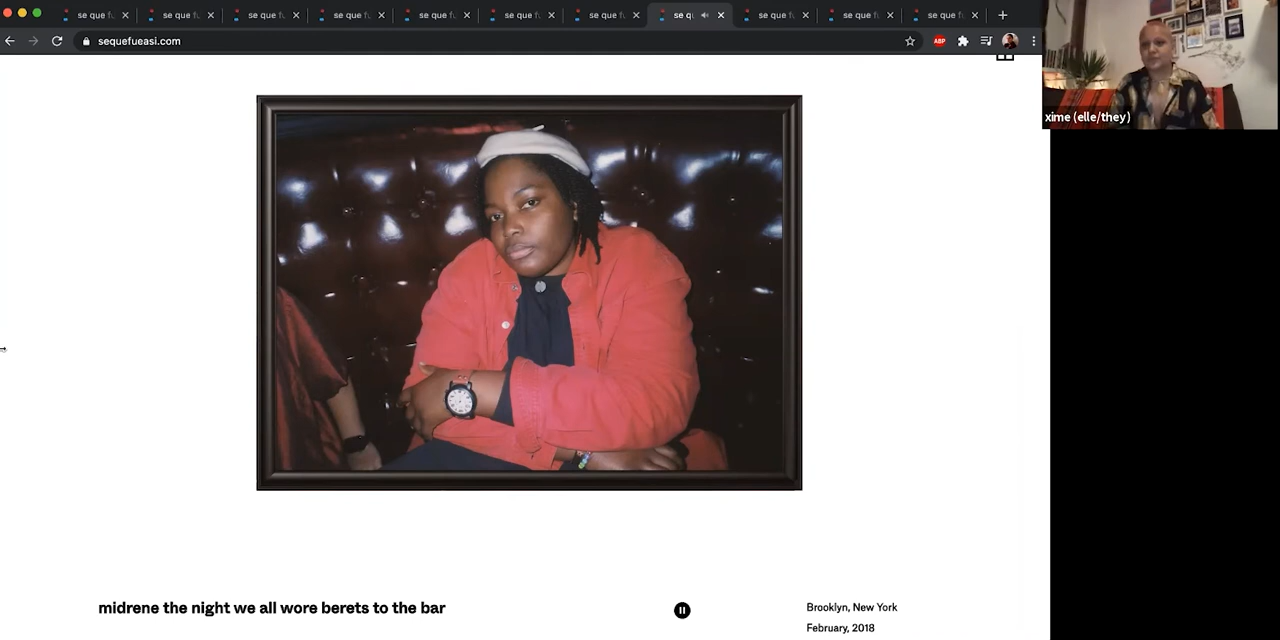 se que fu
se que fu
se que fu
se que fu
se que fu
se que fu
se que fu
se qu
se que fu
se que fu
se que fu
sequefueasi.com
ABP
xime (elle/they)
midrene the night we all wore berets to the bar
Brooklyn, New York
February, 2018